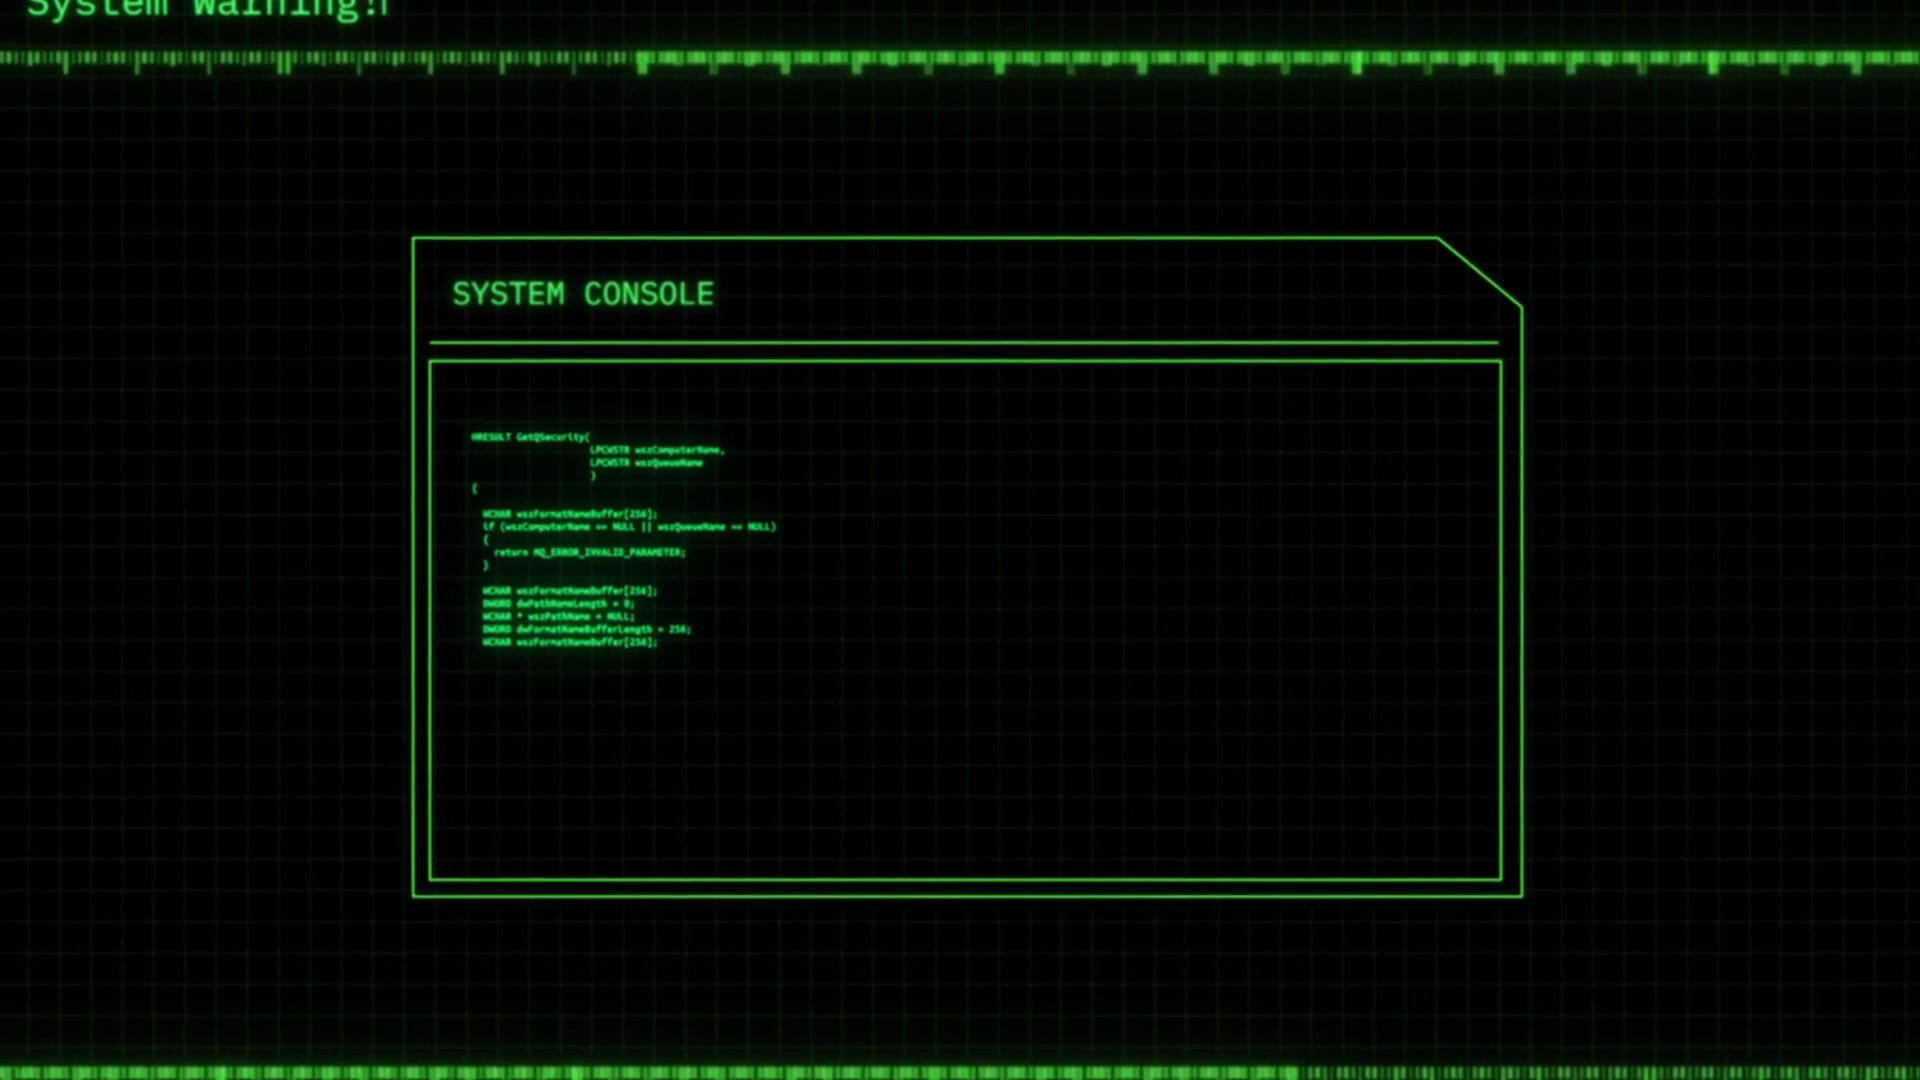 System Warning!
SYSTEM CONSOLE
HRESULT GetQSecurity(
LPCWSTR wszComputerName,
LPCWSTR wszQueueName
)
{
WCHAR wszFormatNameBuffer[256];
if (wszComputerName == NULL || wszQueueName == NULL)
{
return MQ_ERROR_INVALID_PARAMETER;
}
WCHAR wszFormatNameBuffer[256];
DWORD dwPathNameLength = 0;
WCHAR * wszPathName = NULL;
DWORD dwFormatNameBufferLength = 256;
WCHAR wszFormatNameBuffer[256];